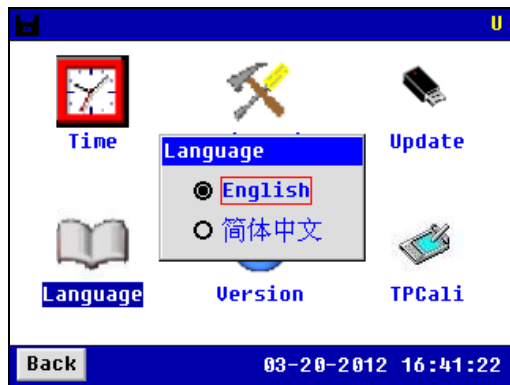 U
Time
Update
Language
English
简体中文
Language
Version
TPCali
Back
03-20-2012 16:41:22